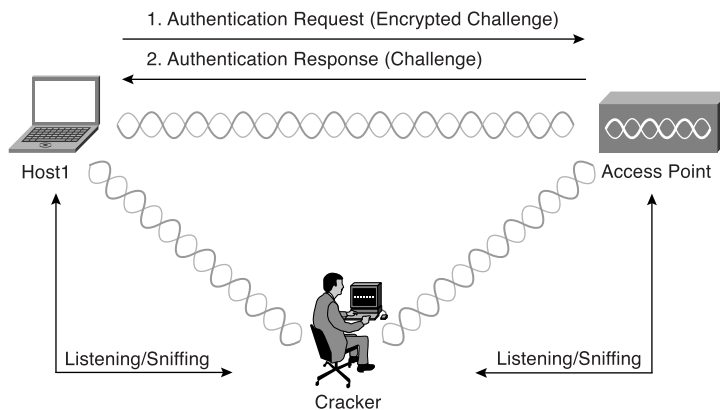 1. Authentication Request (Encrypted Challenge)
2. Authentication Response (Challenge)
Host1
Access Point
Listening/Sniffing
Listening/Sniffing
Cracker